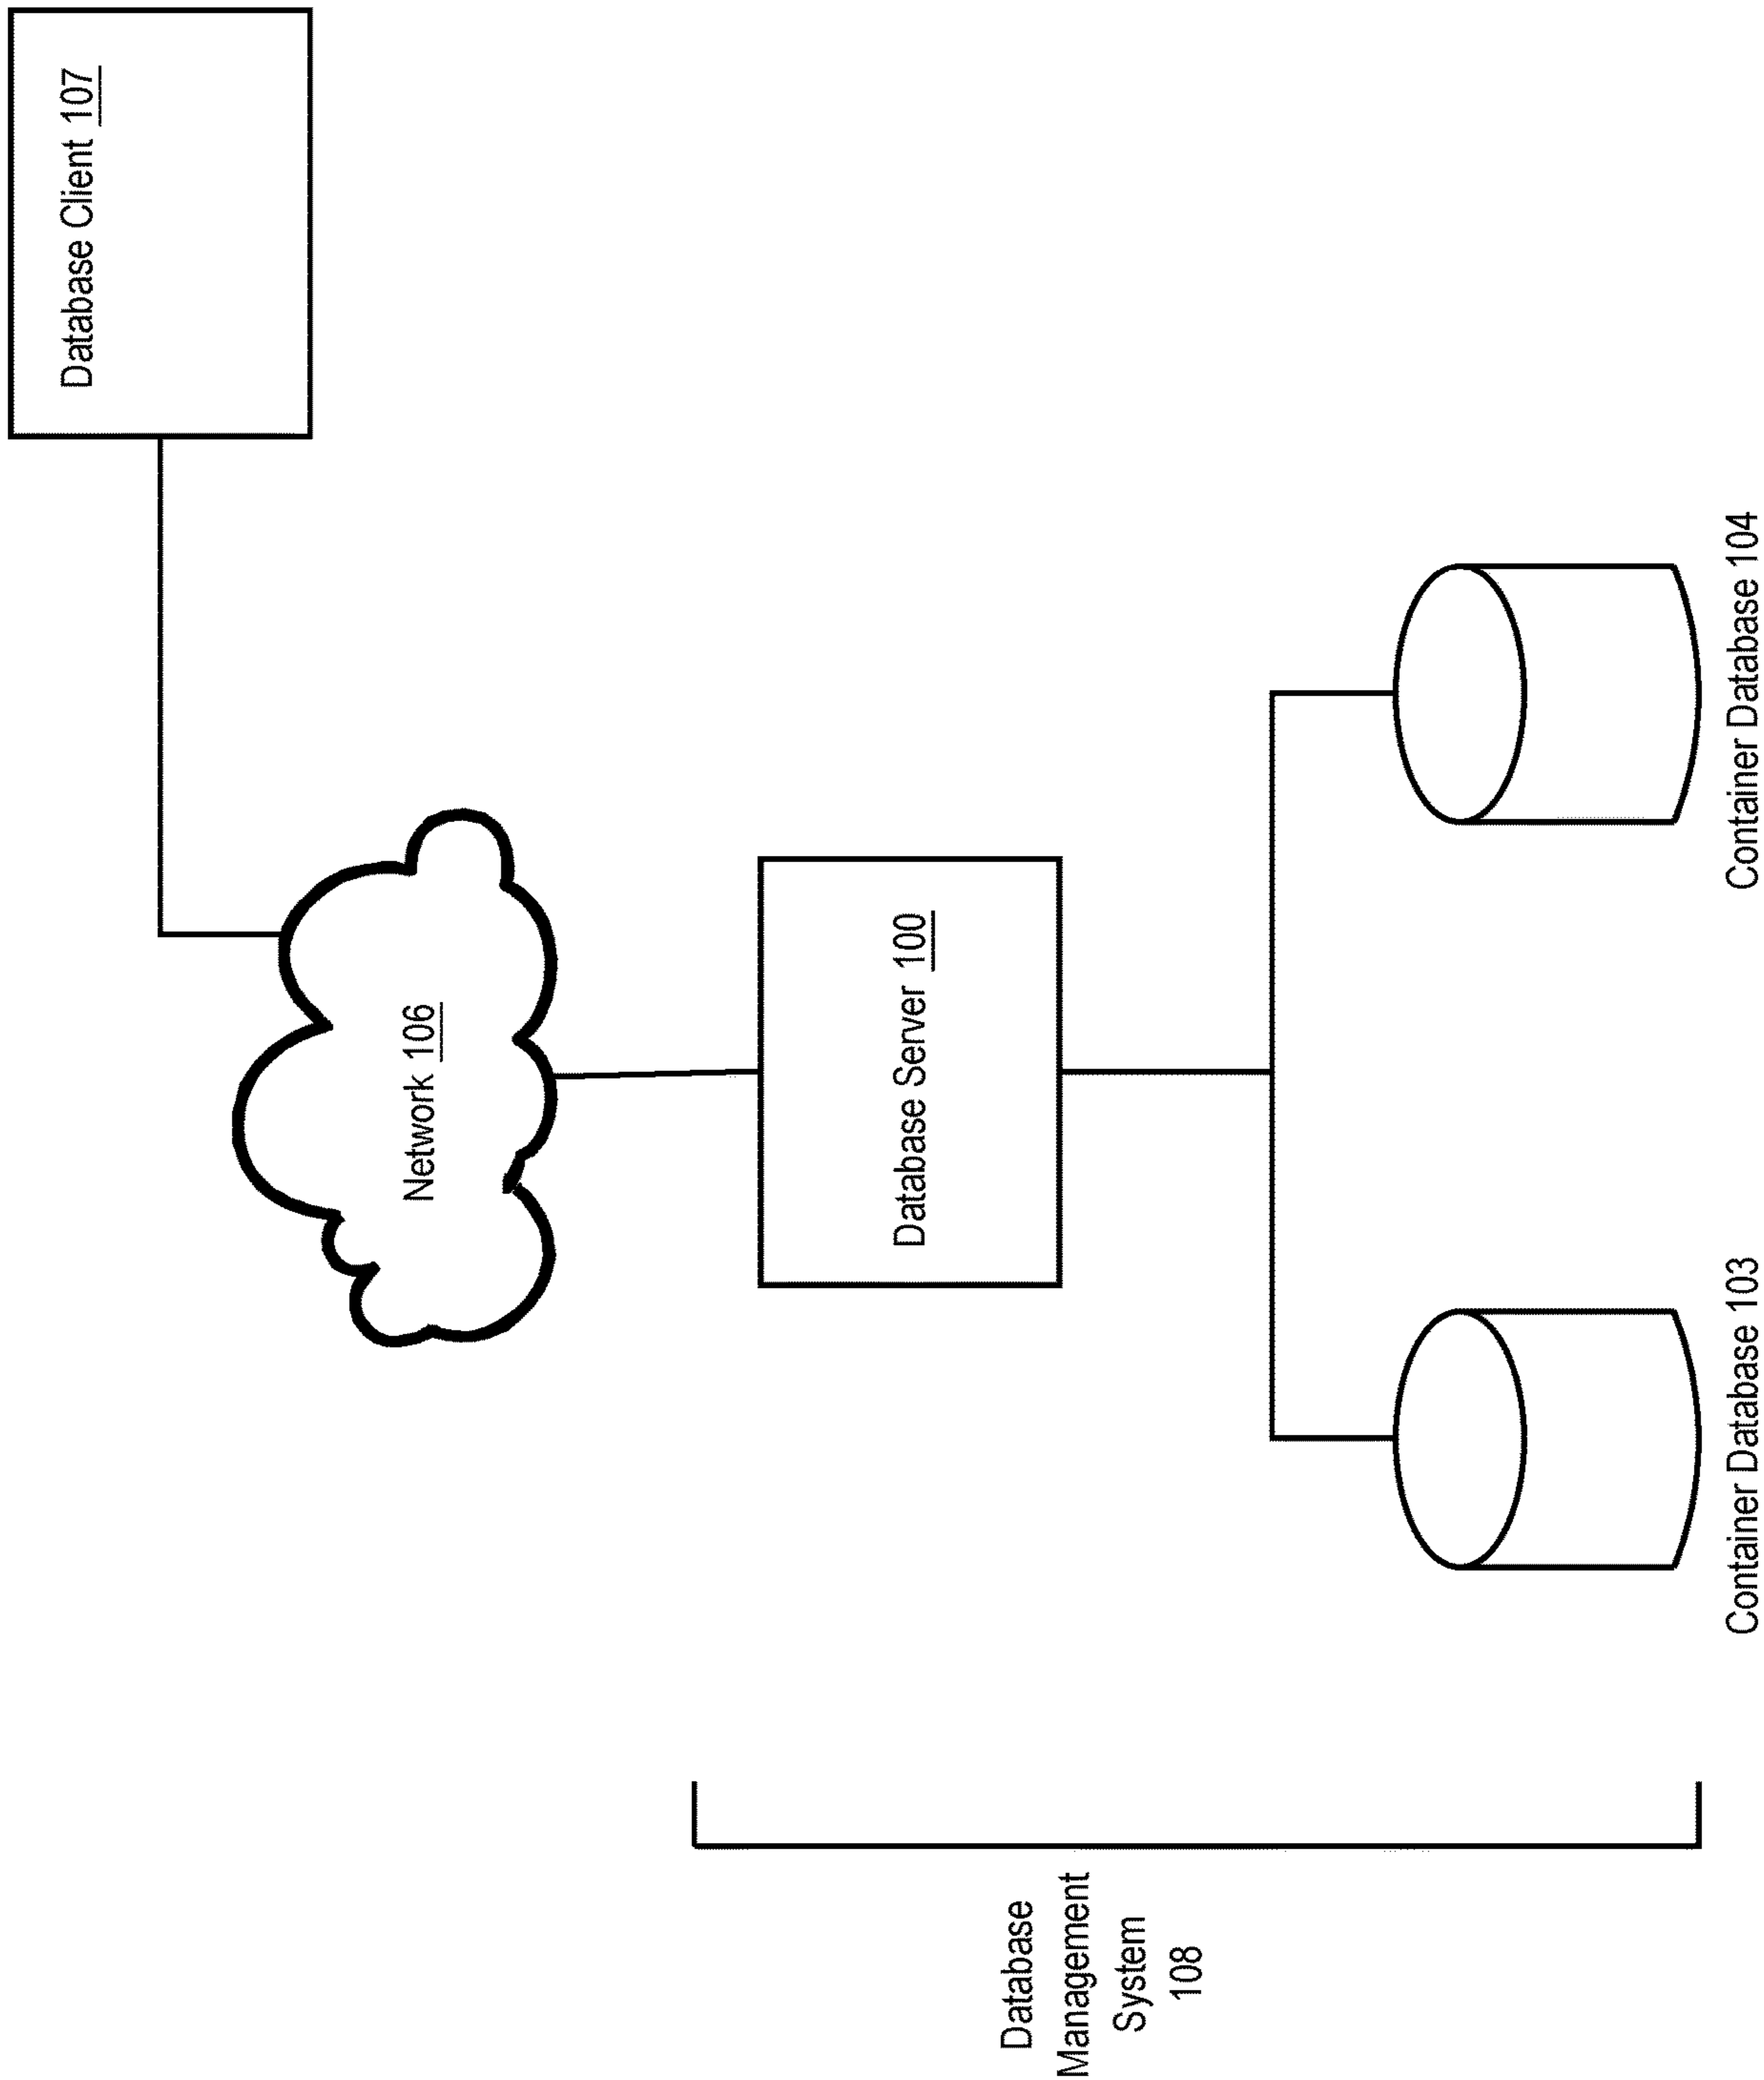 Database Client 107
Network 106
Database Server 100
Database
Management
System
108
Container Database 103
Container Database 104